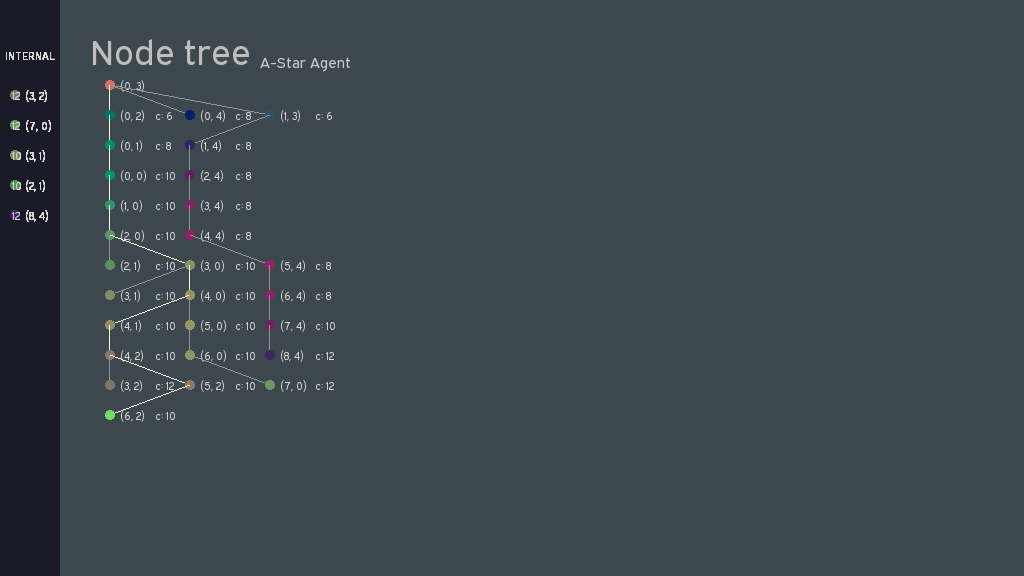 Node tree A-Star Agent
INTERNAL
12 (3, 2)
12 (7, 0)
10 (3, 1)
10 (2, 1)
12 (8, 4)
(0, 3)
(0, 2) c: 6 (0, 4) c: 8 (1, 3) c: 6
(0, 1) c: 8 (1, 4) c: 8
(0, 0) c: 10 (2, 4) c: 8
(1, 0) c: 10 (3, 4) c: 8
(2, 0) c: 10 (4, 4) c: 8
(2, 1) c: 10 (3, 0) c: 10 (5, 4) c: 8
(3, 1) c: 10 (4, 0) c: 10 (6, 4) c: 8
(4, 1) c: 10 (5, 0) c: 10 (7, 4) c: 10
(4, 2) c: 10 (6, 0) c: 10 (8, 4) c: 12
(3, 2) c: 12 (5, 2) c: 10 (7, 0) c: 12
(6, 2) c: 10